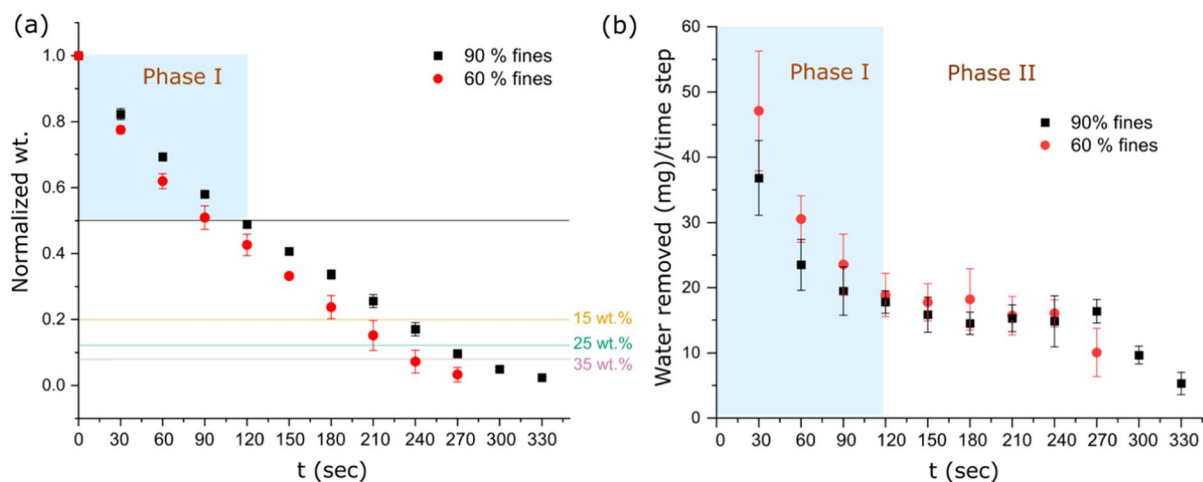 (a)
Normalized wt.
1.0
0.8
0.6
0.4
0.2
0.0
Phase I
90 % fines
60 % fines
15 wt.%
25 wt.%
35 wt.%
0 30 60 90 120 150 180 210 240 270 300 330
t (sec)
(b)
Water removed (mg)/time step
60
50
40
30
20
10
0
Phase I
Phase II
90% fines
60 % fines
30 60 90 120 150 180 210 240 270 300 330
t (sec)